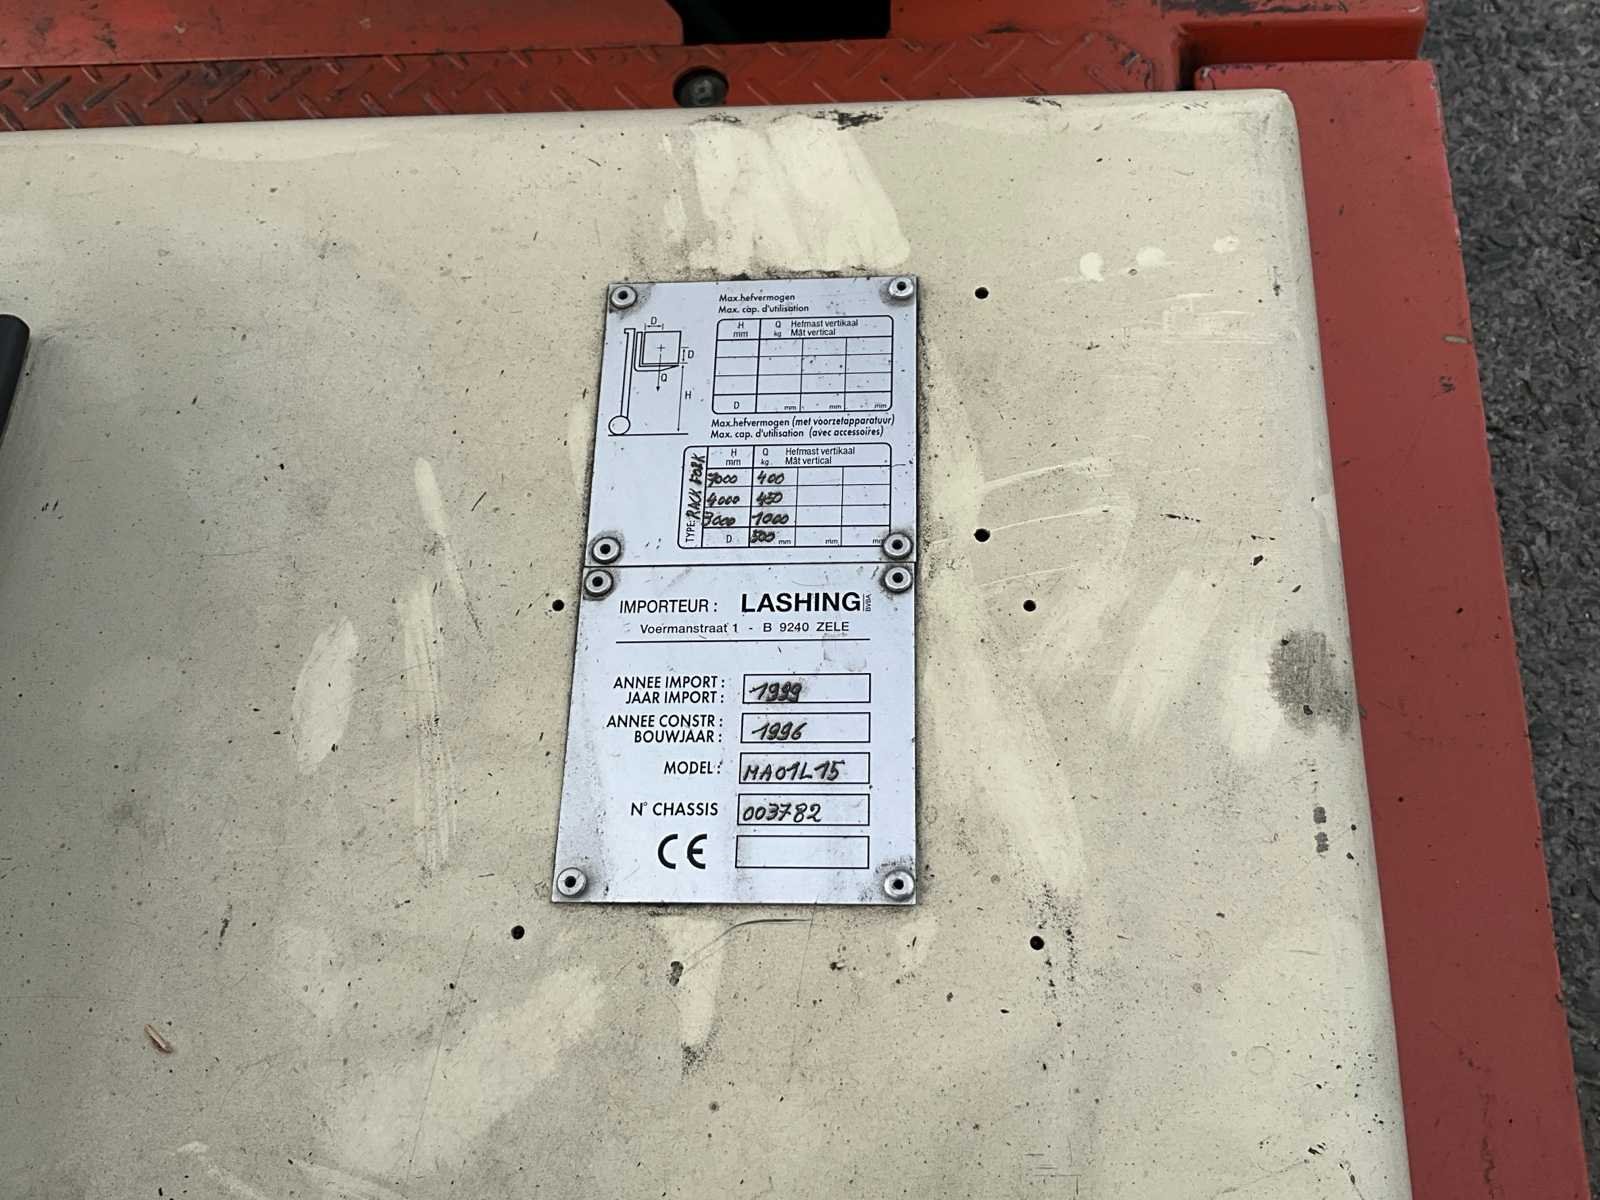 Max.hefvermogen
Max. cap. d'utilisation
H mm Q kg Hefmast vertikaal Mât vertical
D mm mm mm
D
D
Q
H
Max.hefvermogen (met voorzetapparatuur)
Max. cap. d'utilisation (avec accessoires)
TYPE: RACK
H mm Q kg. Hefmast vertikaal Mât vertical
400
4000 450
3000 1000
D 500 mm mm mm
IMPORTEUR : LASHING BVBA
Voermanstraat 1 - B 9240 ZELE
ANNEE IMPORT :
JAAR IMPORT : 1999
ANNEE CONSTR :
BOUWJAAR : 1996
MODEL : MA01L15
N° CHASSIS 003782
CE